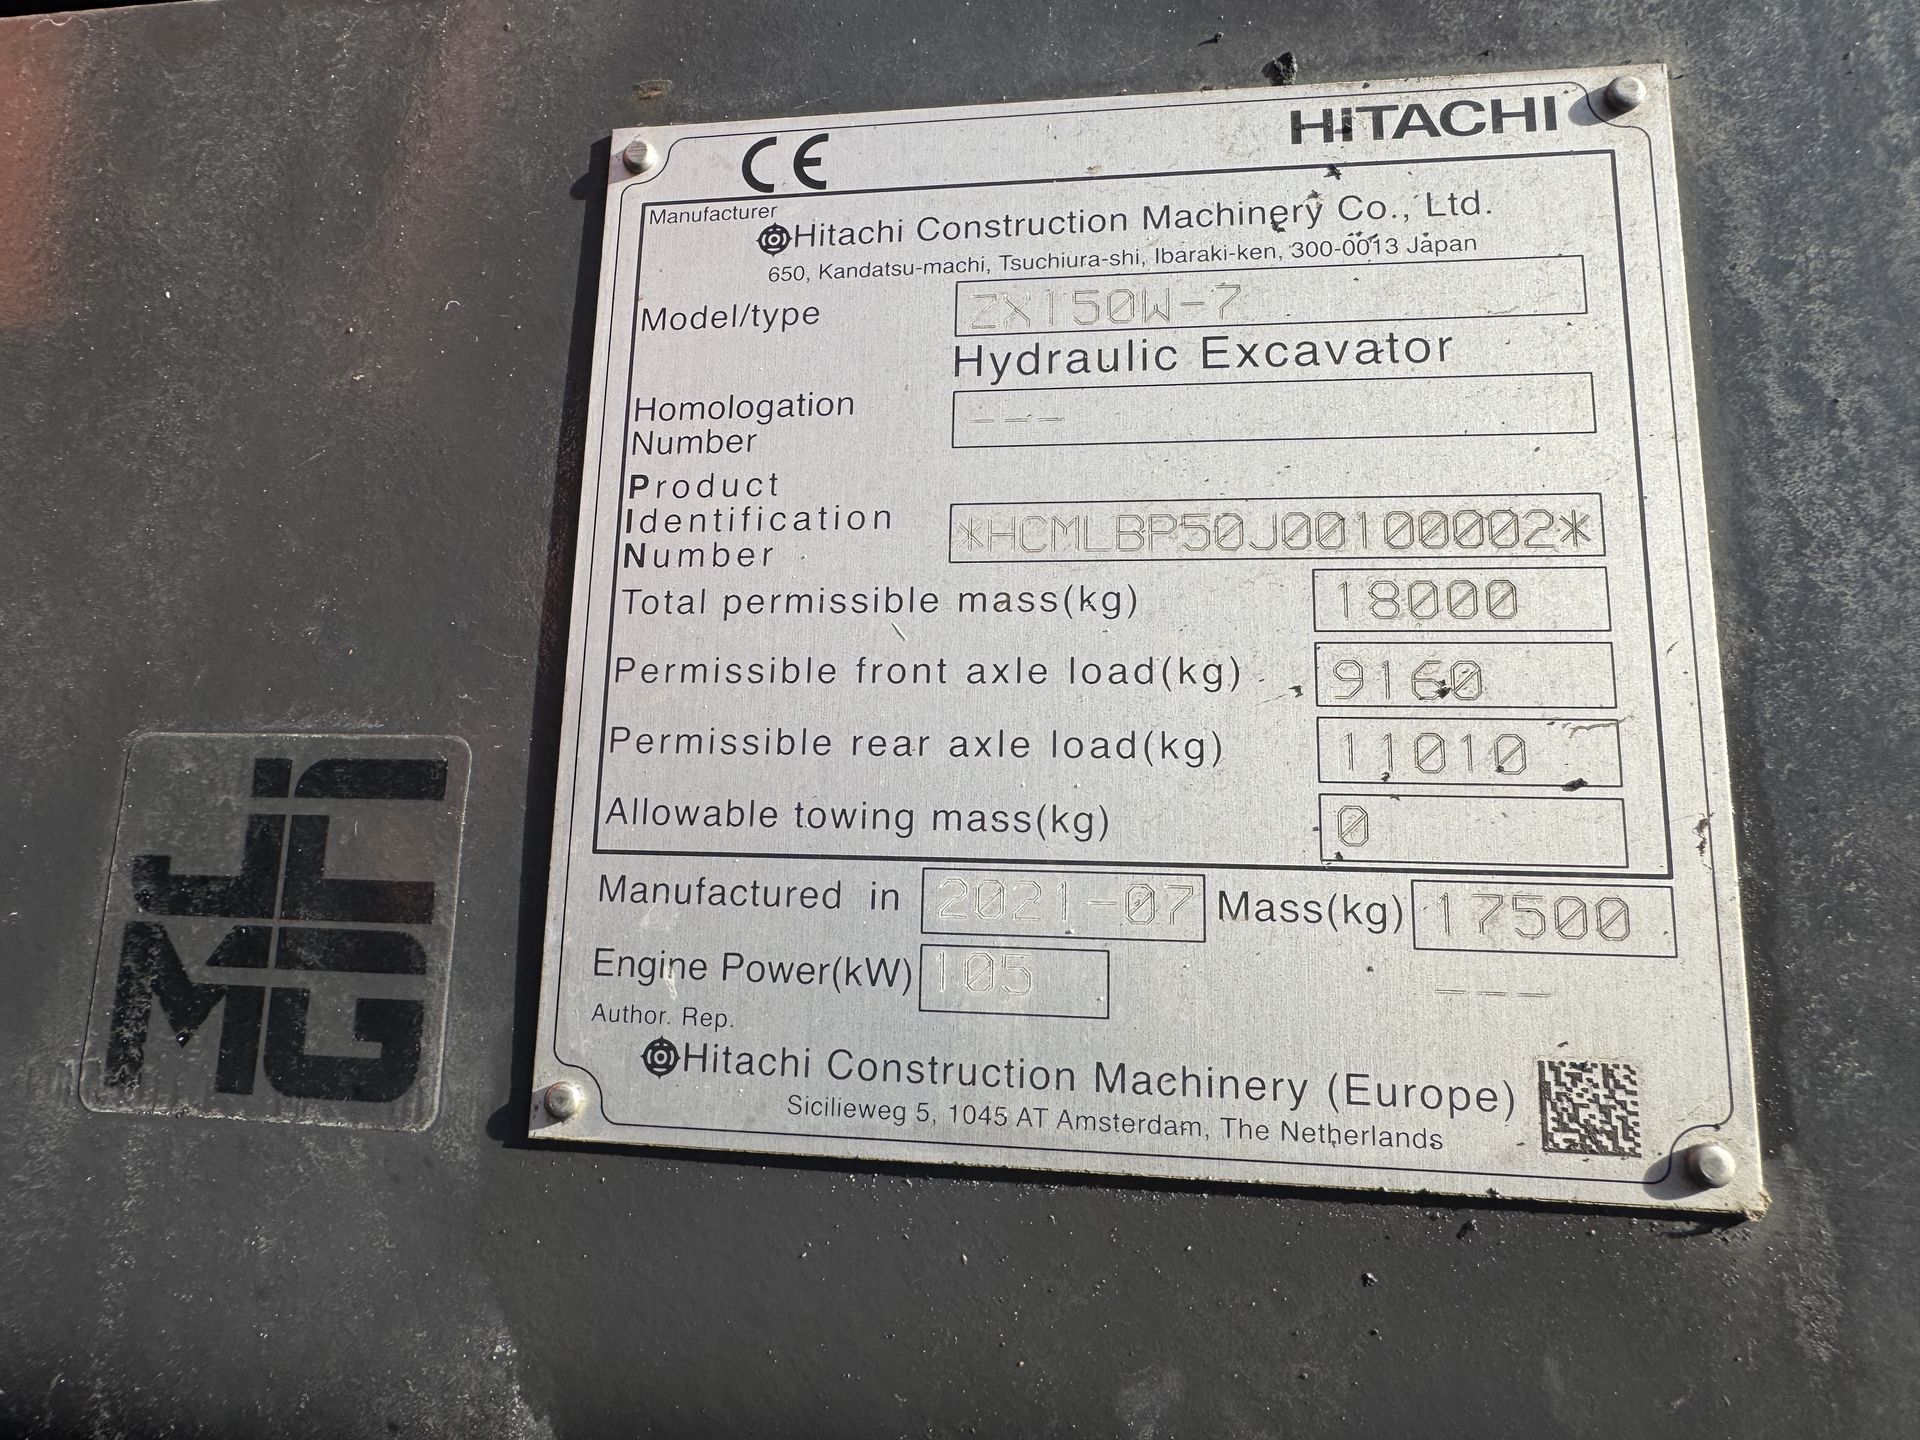 CE HITACHI
Manufacturer
Hitachi Construction Machinery Co., Ltd.
650, Kandatsu-machi, Tsuchiura-shi, Ibaraki-ken, 300-0013 Japan
Model/type ZX150W-7
Hydraulic Excavator
Homologation
Number ---
Product
Identification *HCMLBP50J00100002*
Number
Total permissible mass(kg) 18000
Permissible front axle load(kg) 9160
Permissible rear axle load(kg) 11010
Allowable towing mass(kg) 0
Manufactured in 2021-07 Mass(kg) 17500
Engine Power(kW) 105 ---
Author. Rep.
Hitachi Construction Machinery (Europe)
Sicilieweg 5, 1045 AT Amsterdam, The Netherlands